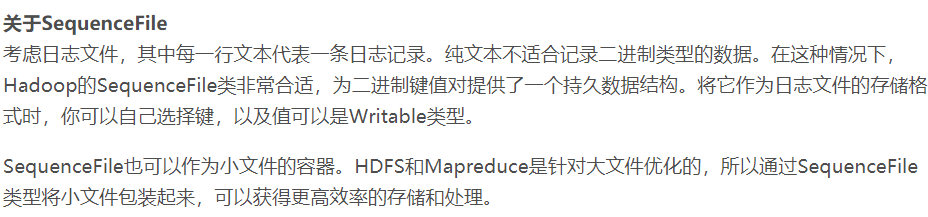 关于SequenceFile
考虑日志文件，其中每一行文本代表一条日志记录。纯文本不适合记录二进制类型的数据。在这种情况下，
Hadoop的SequenceFile类非常合适，为二进制键值对提供了一个持久数据结构。将它作为日志文件的存储格
式时，你可以自己选择键，以及值可以是Writable类型。
SequenceFile也可以作为小文件的容器。HDFS和Mapreduce是针对大文件优化的，所以通过SequenceFile
类型将小文件包装起来，可以获得更高效率的存储和处理。